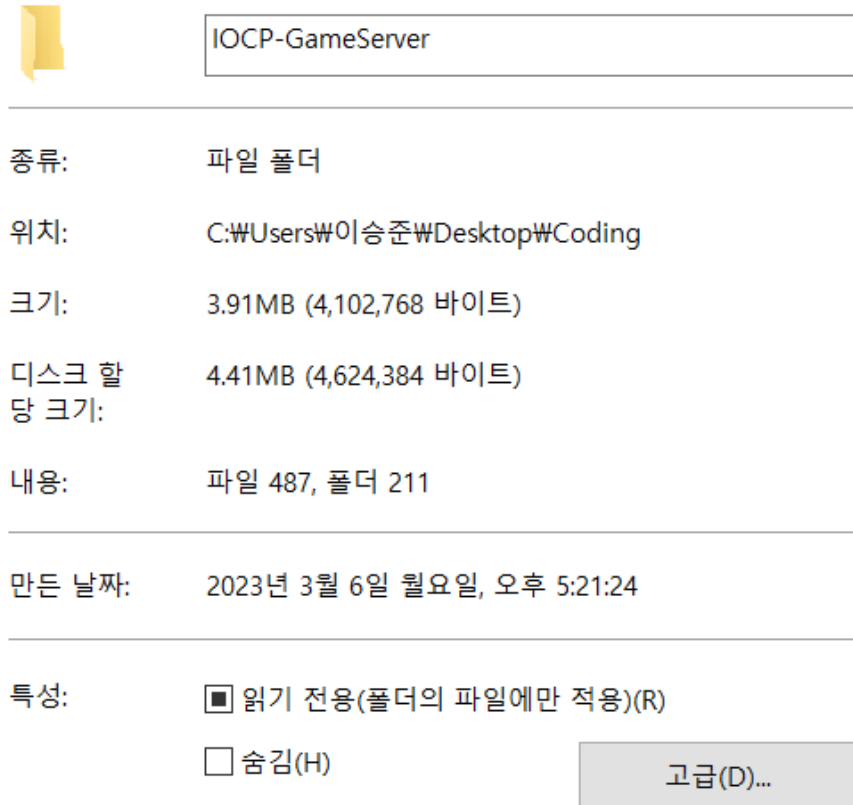 IOCP-GameServer
종류: 파일 폴더
위치: C:₩Users₩이승준₩Desktop₩Coding
크기: 3.91MB (4,102,768 바이트)
디스크 할 4.41MB (4,624,384 바이트)
당 크기:
내용: 파일 487, 폴더 211
만든 날짜: 2023년 3월 6일 월요일, 오후 5:21:24
특성: 읽기 전용(폴더의 파일에만 적용)(R)
숨김(H)
고급(D)...